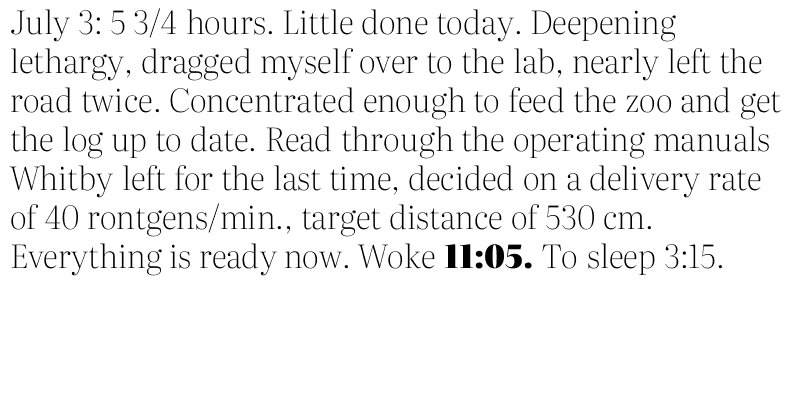 July 3: 5 3/4 hours. Little done today. Deepening
lethargy, dragged myself over to the lab, nearly left the
road twice. Concentrated enough to feed the zoo and get
the log up to date. Read through the operating manuals
Whitby left for the last time, decided on a delivery rate
of 40 rontgens/min., target distance of 530 cm.
Everything is ready now. Woke 11:05. To sleep 3:15.